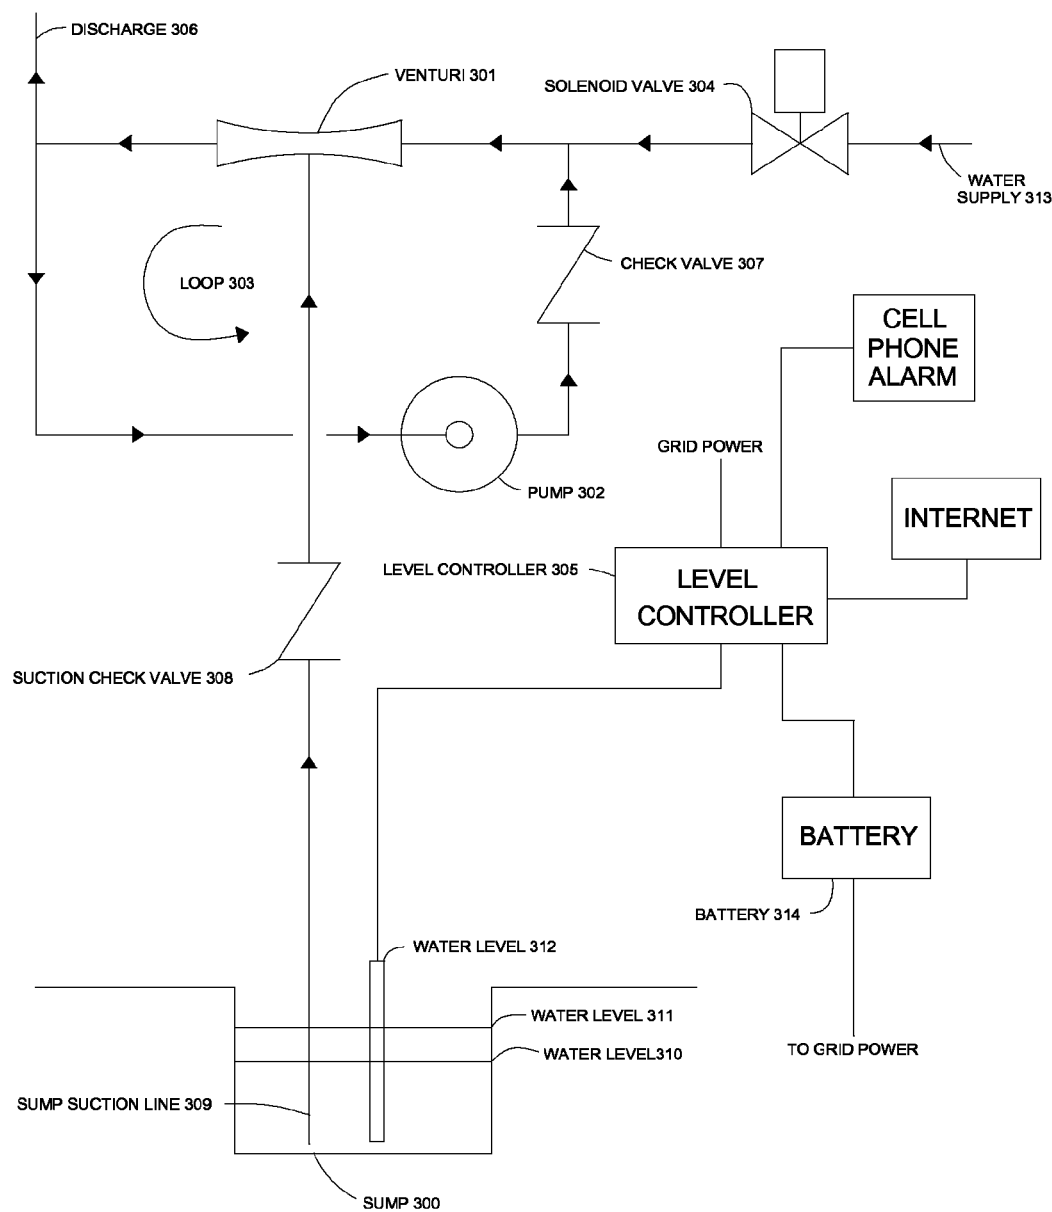 DISCHARGE 306
VENTURI 301
SOLENOID VALVE 304
WATER
SUPPLY 313
CHECK VALVE 307
LOOP 303
CELL
PHONE
ALARM
GRID POWER
PUMP 302
INTERNET
LEVEL CONTROLLER 305
LEVEL
CONTROLLER
SUCTION CHECK VALVE 308
BATTERY
BATTERY 314
WATER LEVEL 312
WATER LEVEL 311
WATER LEVEL310
TO GRID POWER
SUMP SUCTION LINE 309
SUMP 300